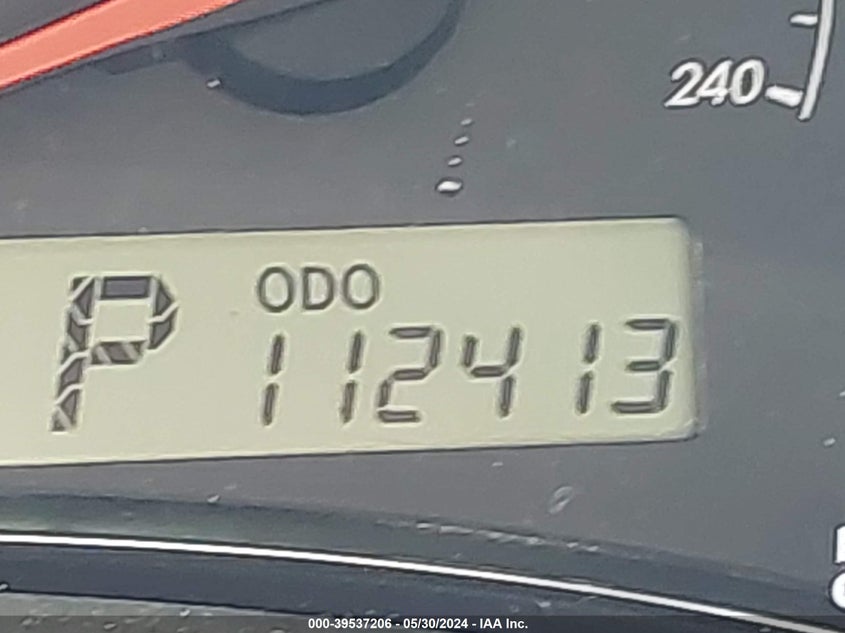 240
P ODO
112413
000-39537206 - 05/30/2024 - IAA Inc.